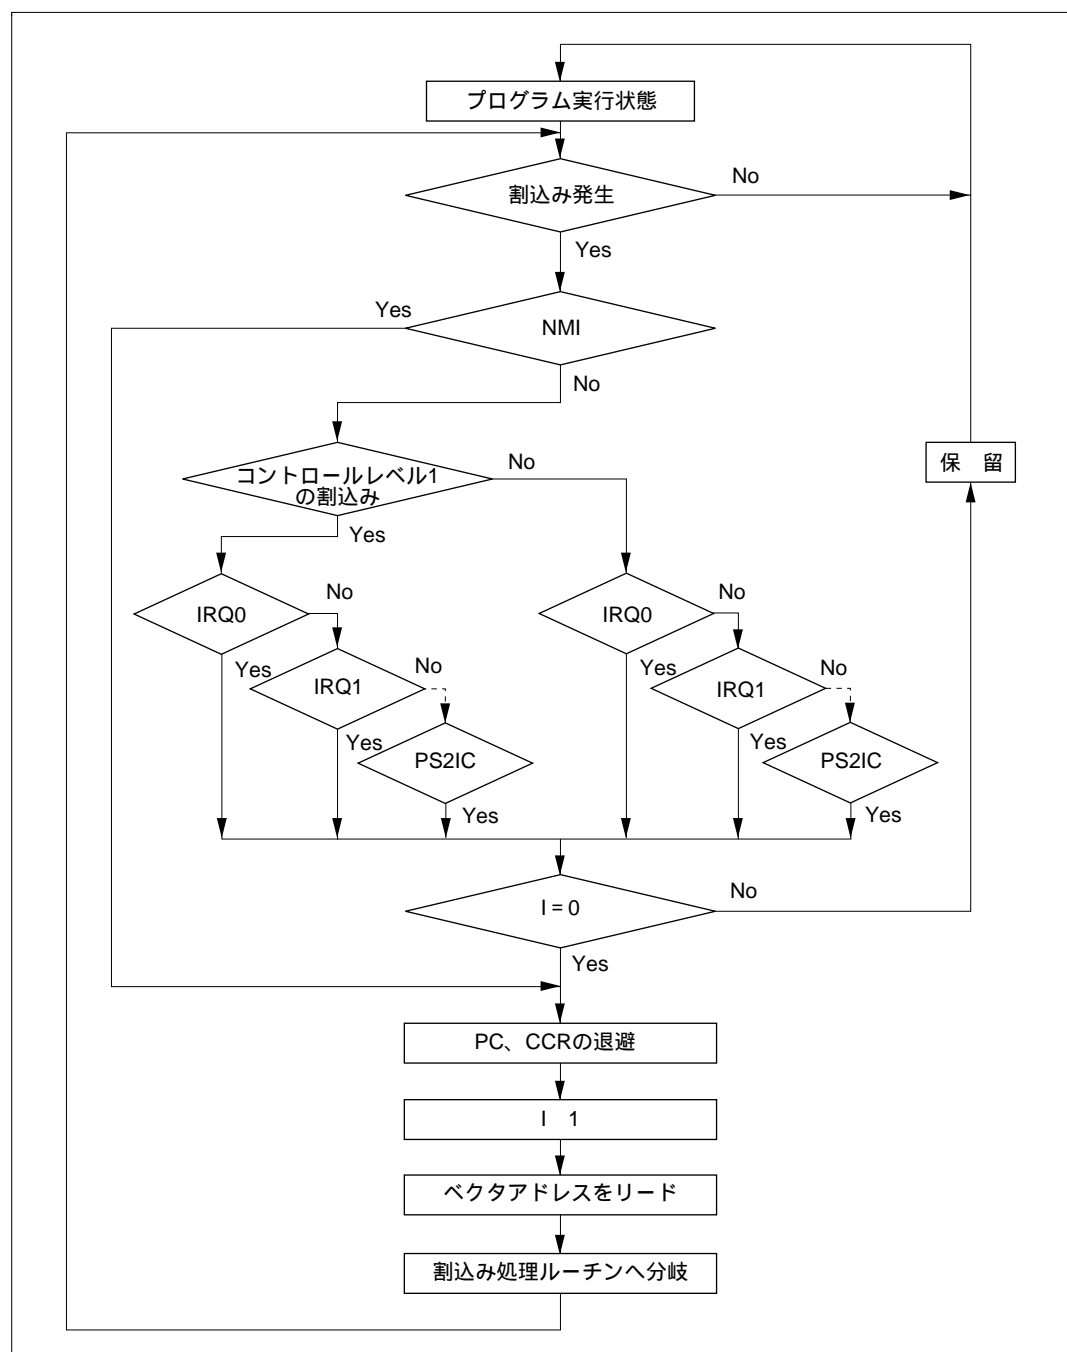 プログラム実行状態
割込み発生
No
Yes
Yes
NMI
No
コントロールレベル1
の割込み
No
保　留
Yes
IRQ0
No
IRQ0
No
Yes
IRQ1
No
Yes
IRQ1
No
Yes
PS2IC
Yes
PS2IC
Yes
Yes
I = 0
No
Yes
PC、CCRの退避
I　1
ベクタアドレスをリード
割込み処理ルーチンへ分岐